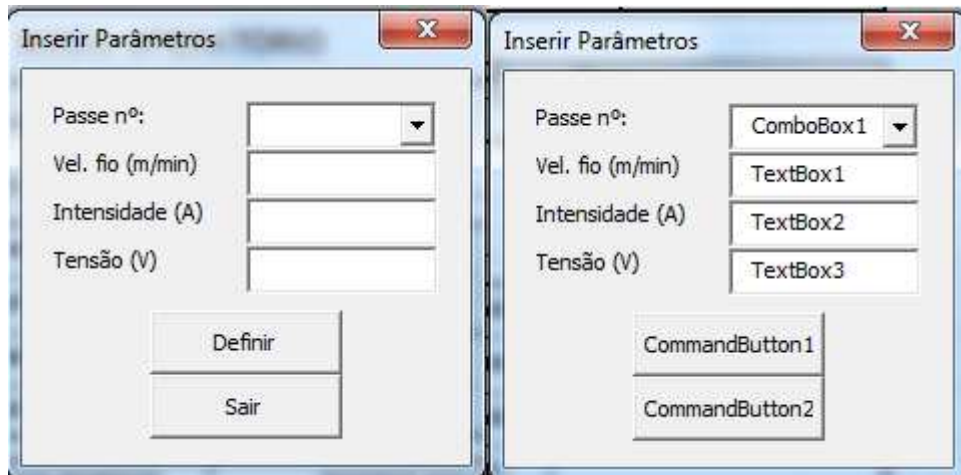 Inserir Parâmetros
Passe nº:
Vel. fio (m/min)
Intensidade (A)
Tensão (V)
Definir
Sair
Inserir Parâmetros
Passe nº:
ComboBox1
Vel. fio (m/min)
TextBox1
Intensidade (A)
TextBox2
Tensão (V)
TextBox3
CommandButton1
CommandButton2